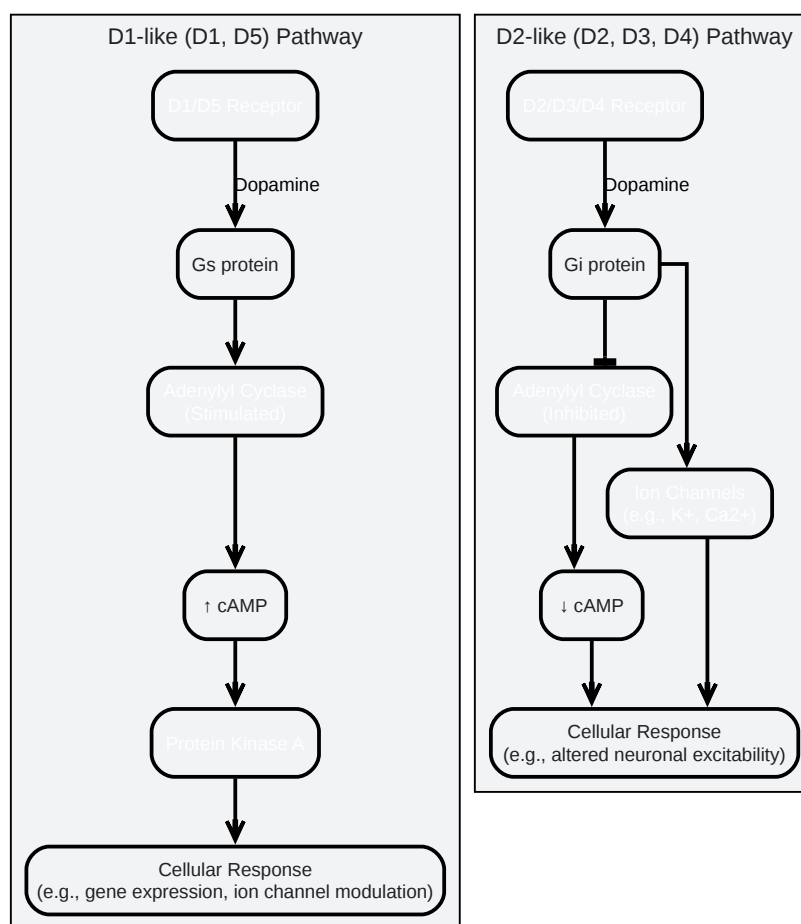 D1-like (D1, D5) Pathway
D1/D5 Receptor
Dopamine
Gs protein
Adenylyl Cyclase
(Stimulated)
↑ cAMP
Protein Kinase A
Cellular Response
(e.g., gene expression, ion channel modulation)
D2-like (D2, D3, D4) Pathway
D2/D3/D4 Receptor
Dopamine
Gi protein
Adenylyl Cyclase
(Inhibited)
Ion Channels
(e.g., K+, Ca2+)
↓ cAMP
Cellular Response
(e.g., altered neuronal excitability)